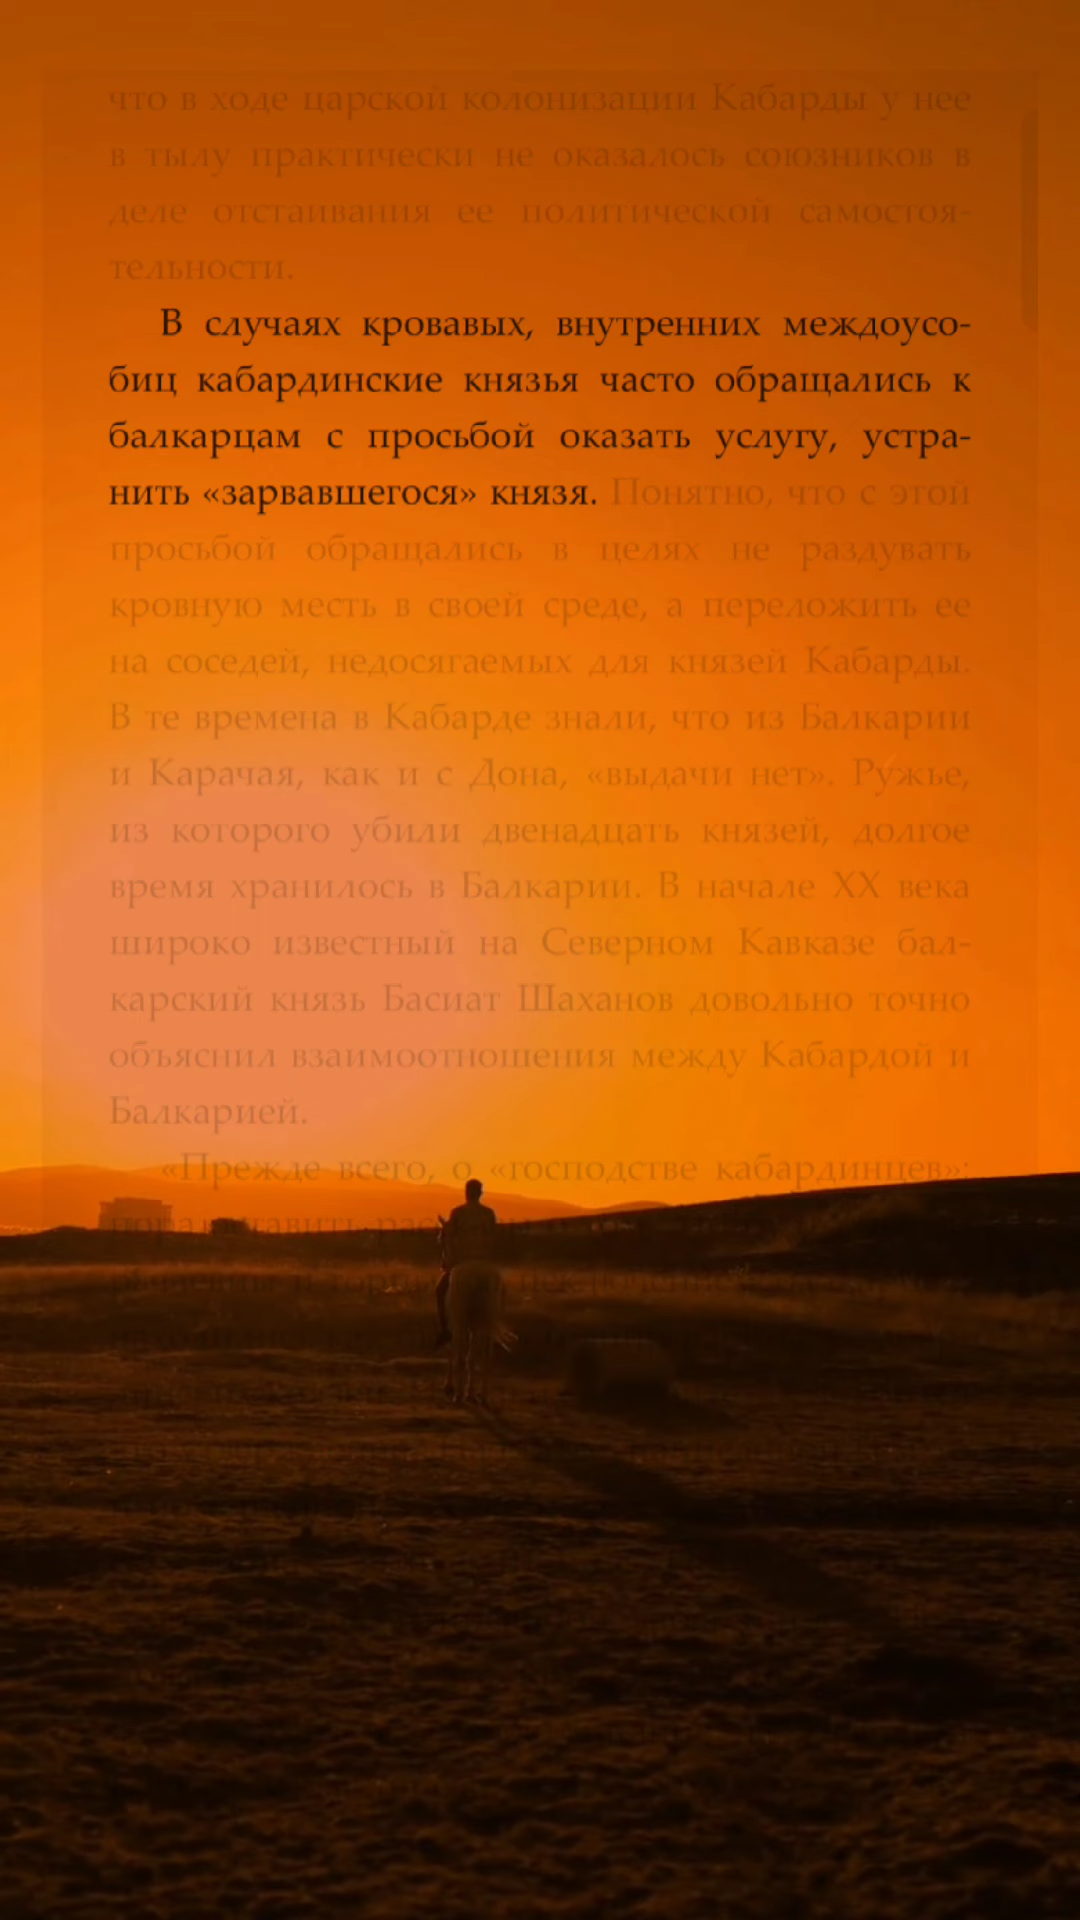 что в ходе царской колонизации Кабарды у нее
в тылу практически не оказалось союзников в
деле отстаивания ее политической самостоя-
тельности.
В случаях кровавых, внутренних междоусо-
биц кабардинские князья часто обращались к
балкарцам с просьбой оказать услугу, устра-
нить «зарвавшегося» князя. Понятно, что с этой
просьбой обращались в целях не раздувать
кровную месть в своей среде, а переложить ее
на соседей, недосягаемых для князей Кабарды.
В те времена в Кабарде знали, что из Балкарии
и Карачая, как и с Дона, «выдачи нет». Ружье,
из которого убили двенадцать князей, долгое
время хранилось в Балкарии. В начале XX века
широко известный на Северном Кавказе бал-
карский князь Басиат Шаханов довольно точно
объяснил взаимоотношения между Кабардой и
Балкарией.
«Прежде всего, о «господстве кабардинцев»: